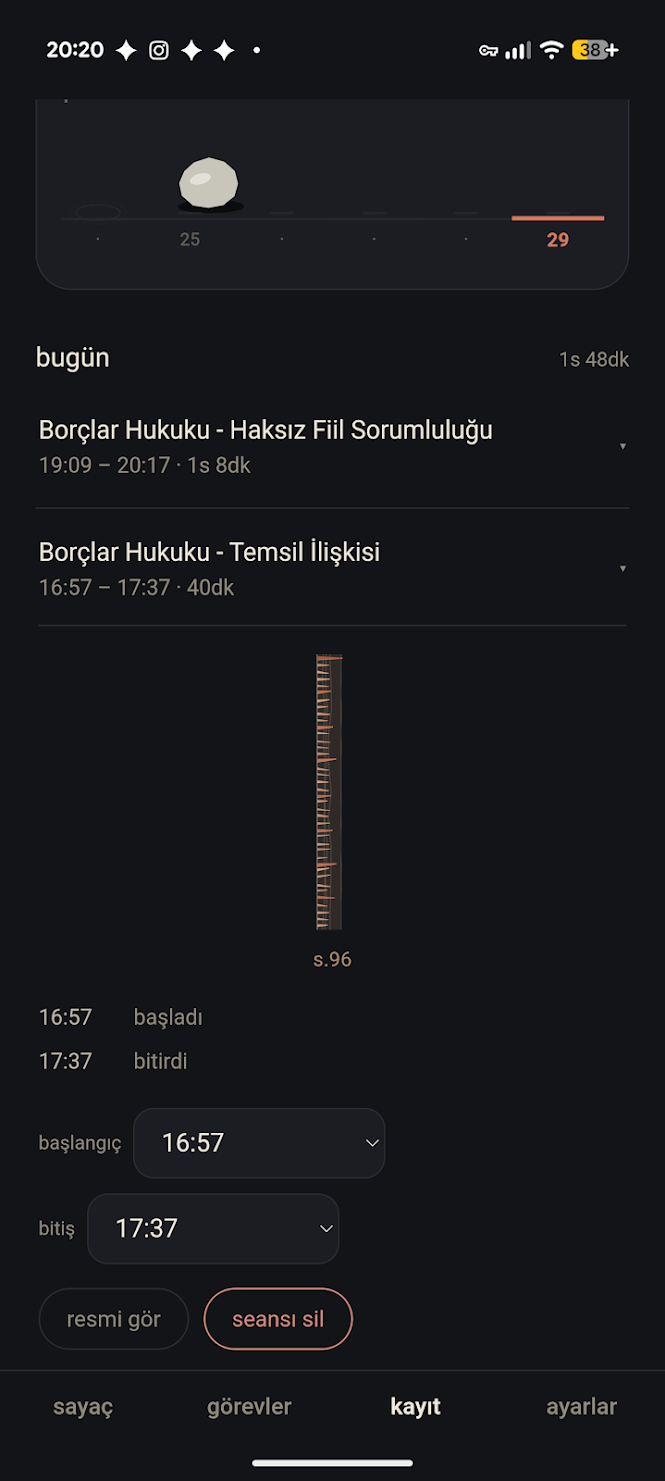 20:20
38
25
29
bugün
1s 48dk
Borçlar Hukuku - Haksız Fiil Sorumluluğu
19:09 – 20:17 · 1s 8dk
Borçlar Hukuku - Temsil İlişkisi
16:57 – 17:37 · 40dk
s.96
16:57 başladı
17:37 bitirdi
başlangıç 16:57
bitiş 17:37
resmi gör
seansı sil
sayaç
görevler
kayıt
ayarlar